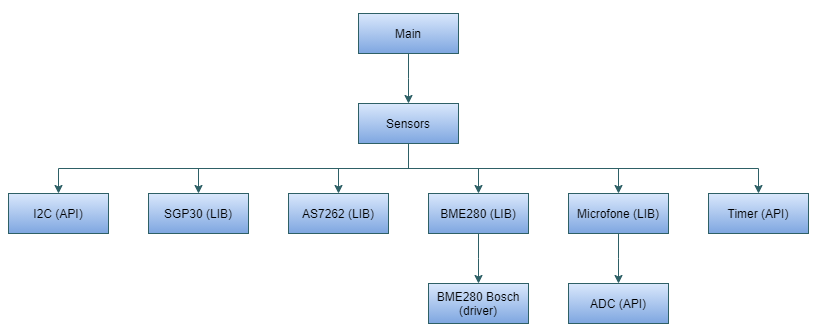 Main
Sensors
I2C (API)
SGP30 (LIB)
AS7262 (LIB)
BME280 (LIB)
Microfone (LIB)
Timer (API)
BME280 Bosch
(driver)
ADC (API)